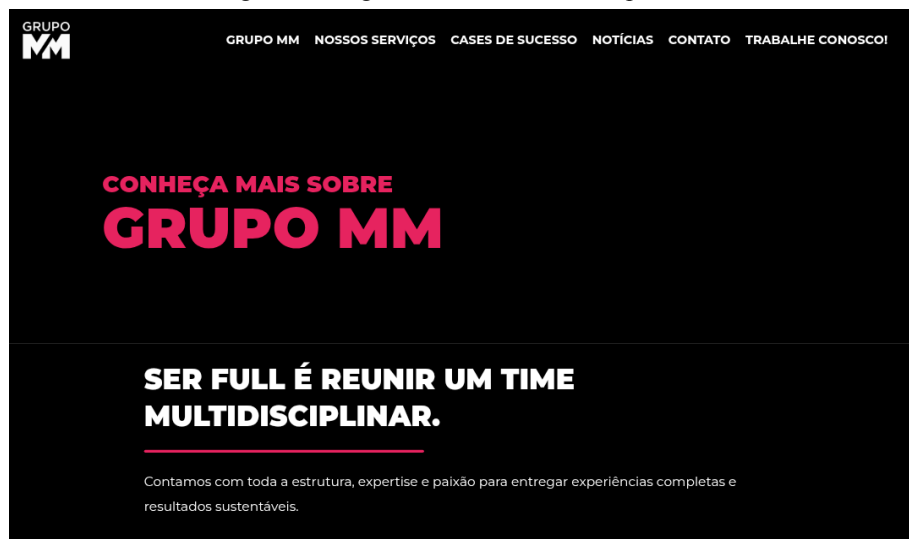 GRUPO
MM
GRUPO MM NOSSOS SERVIÇOS CASES DE SUCESSO NOTÍCIAS CONTATO TRABALHE CONOSCO!
CONHEÇA MAIS SOBRE
GRUPO MM
SER FULL É REUNIR UM TIME
MULTIDISCIPLINAR.
Contamos com toda a estrutura, expertise e paixão para entregar experiências completas e
resultados sustentáveis.